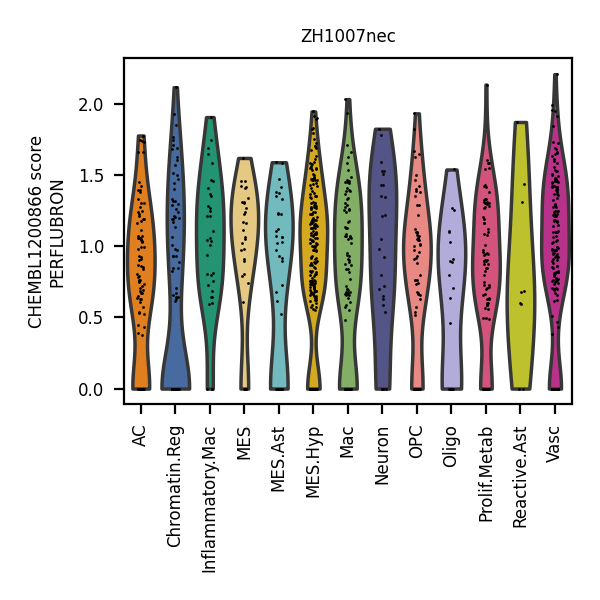 ZH1007nec
CHEMBL1200866 score
PERFLUBRON
2.0
1.5
1.0
0.5
0.0
AC
Chromatin.Reg
Inflammatory.Mac
MES
MES.Ast
MES.Hyp
Mac
Neuron
OPC
Oligo
Prolif.Metab
Reactive.Ast
Vasc